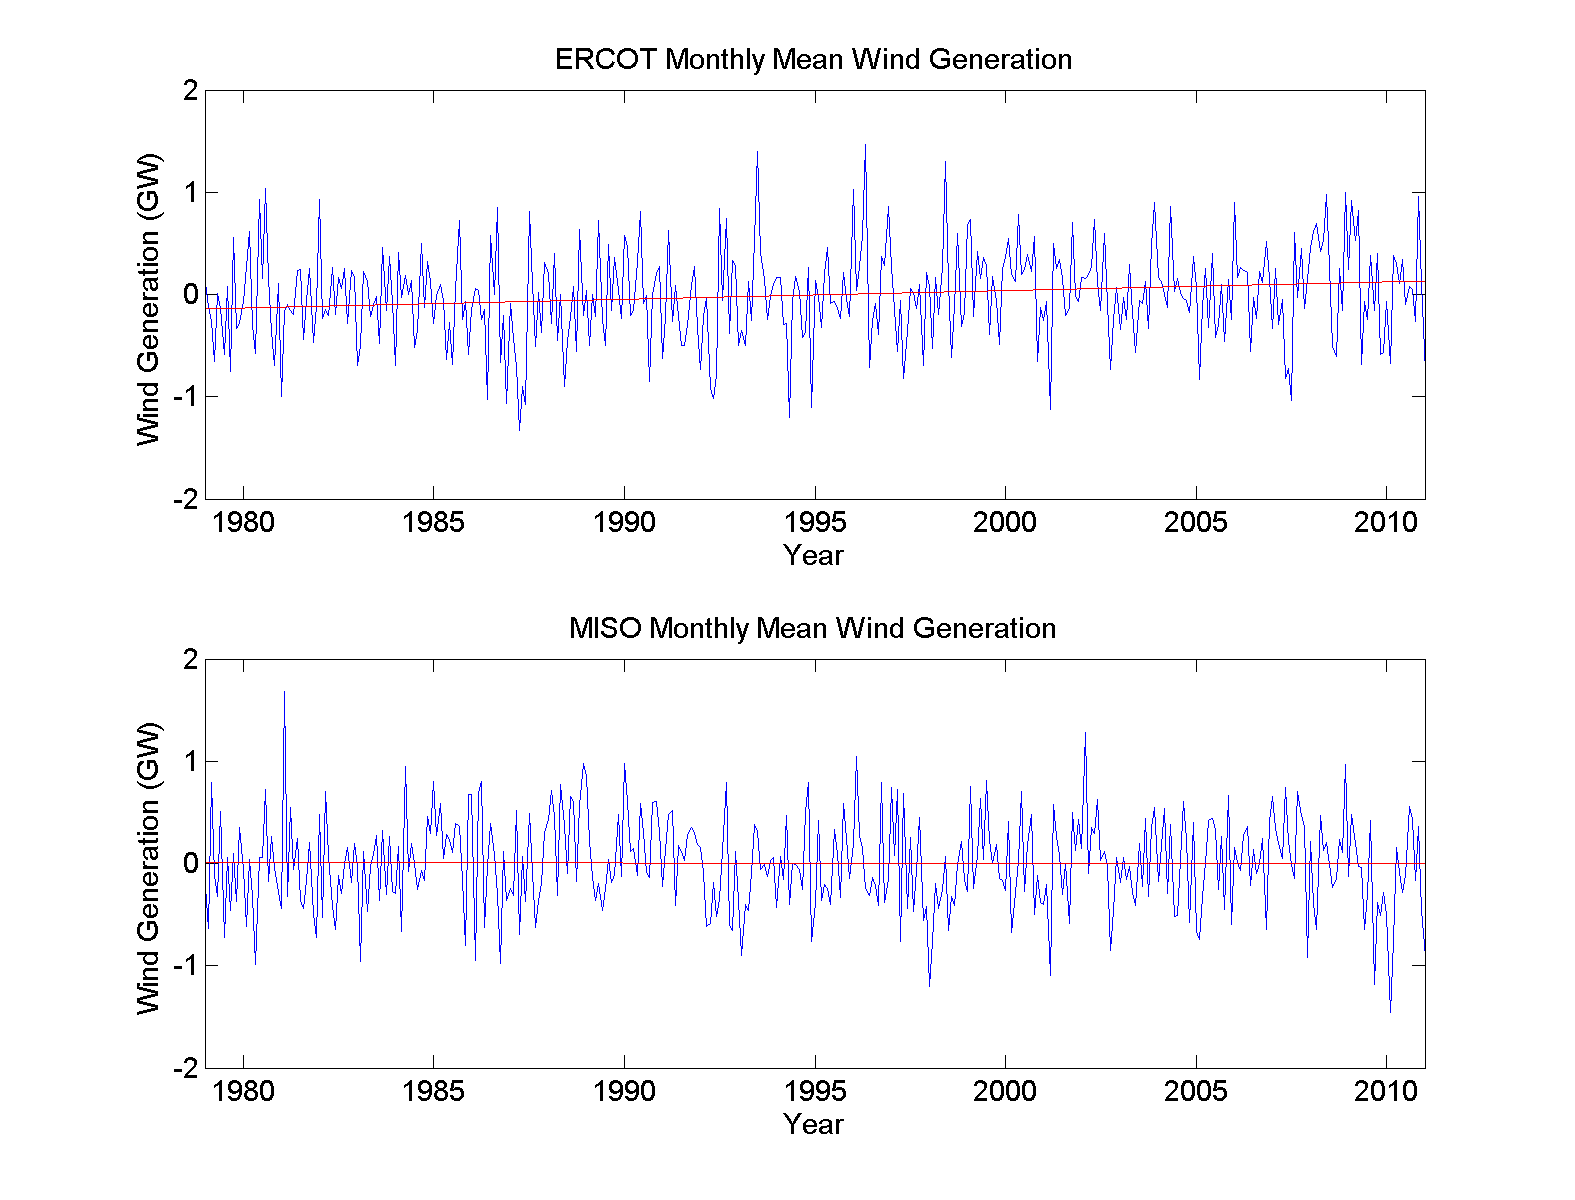 ERCOT Monthly Mean Wind Generation
2
1
0
-1
-2
Wind Generation (GW)
1980 1985 1990 1995 2000 2005 2010
Year
MISO Monthly Mean Wind Generation
2
1
0
-1
-2
Wind Generation (GW)
1980 1985 1990 1995 2000 2005 2010
Year